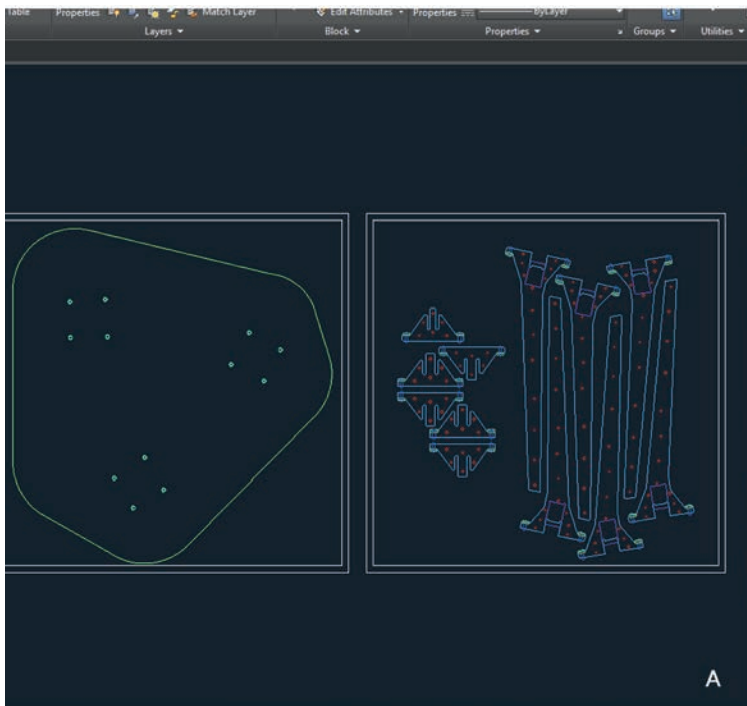 Table Properties Match Layer Edit Attributes Properties ByLayer
Layers Block Properties Groups Utilities
A